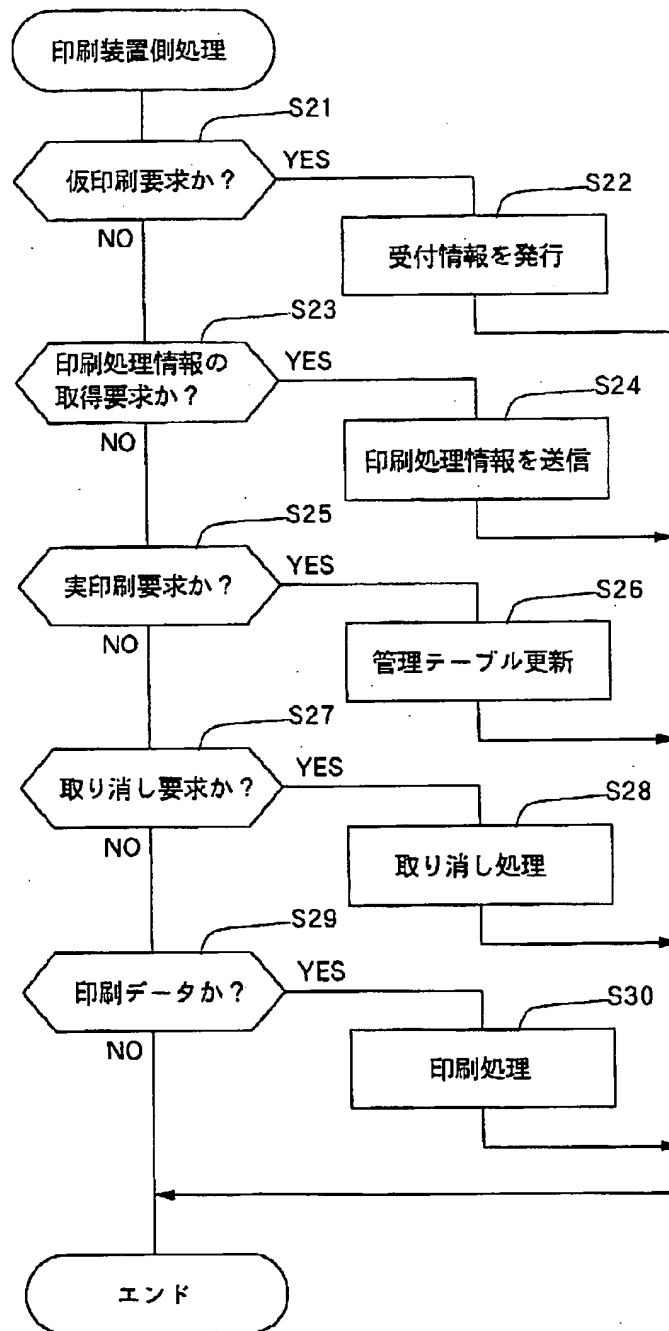 印刷装置側処理
S21
仮印刷要求か?
YES
S22
NO
受付情報を発行
S23
印刷処理情報の
取得要求か?
YES
S24
NO
印刷処理情報を送信
S25
実印刷要求か?
YES
S26
NO
管理テーブル更新
S27
取り消し要求か?
YES
S28
NO
取り消し処理
S29
印刷データか?
YES
S30
NO
印刷処理
エンド